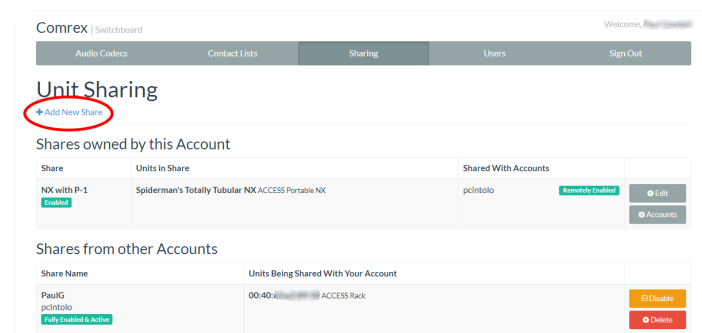 Comrex | Switchboard
Welcome,
Audio Codecs Contact Lists Sharing Users Sign Out
Unit Sharing
+ Add New Share
Shares owned by this Account
Share Units in Share Shared With Accounts
NX with P-1 Spiderman's Totally Tubular NX ACCESS Portable NX pcintolo Remotely Enabled Edit
Enabled
Accounts
Shares from other Accounts
Share Name Units Being Shared With Your Account
PaulG 00:40: ACCESS Rack Disable
pcintolo
Fully Enabled & Active Delete